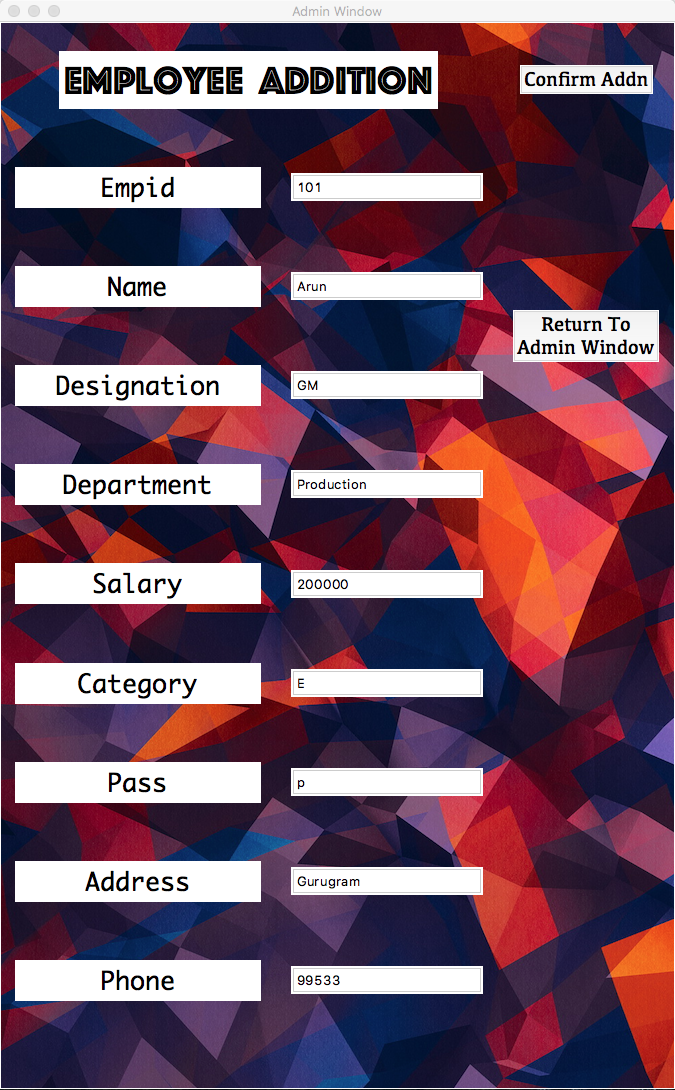 Admin Window
EMPLOYEE ADDITION
Confirm Addn
Empid
101
Name
Arun
Return To
Admin Window
Designation
GM
Department
Production
Salary
200000
Category
E
Pass
p
Address
Gurugram
Phone
99533